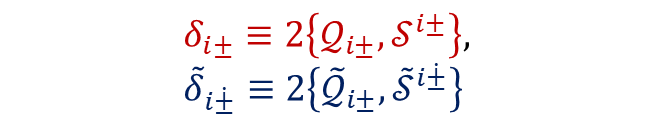 δ_{i±} ≡ 2{𝒬_{i±}, 𝒮^{i±}},
δ̃_{i∔} ≡ 2{𝒬̃_{i±}, 𝒮̃^{i∔}}